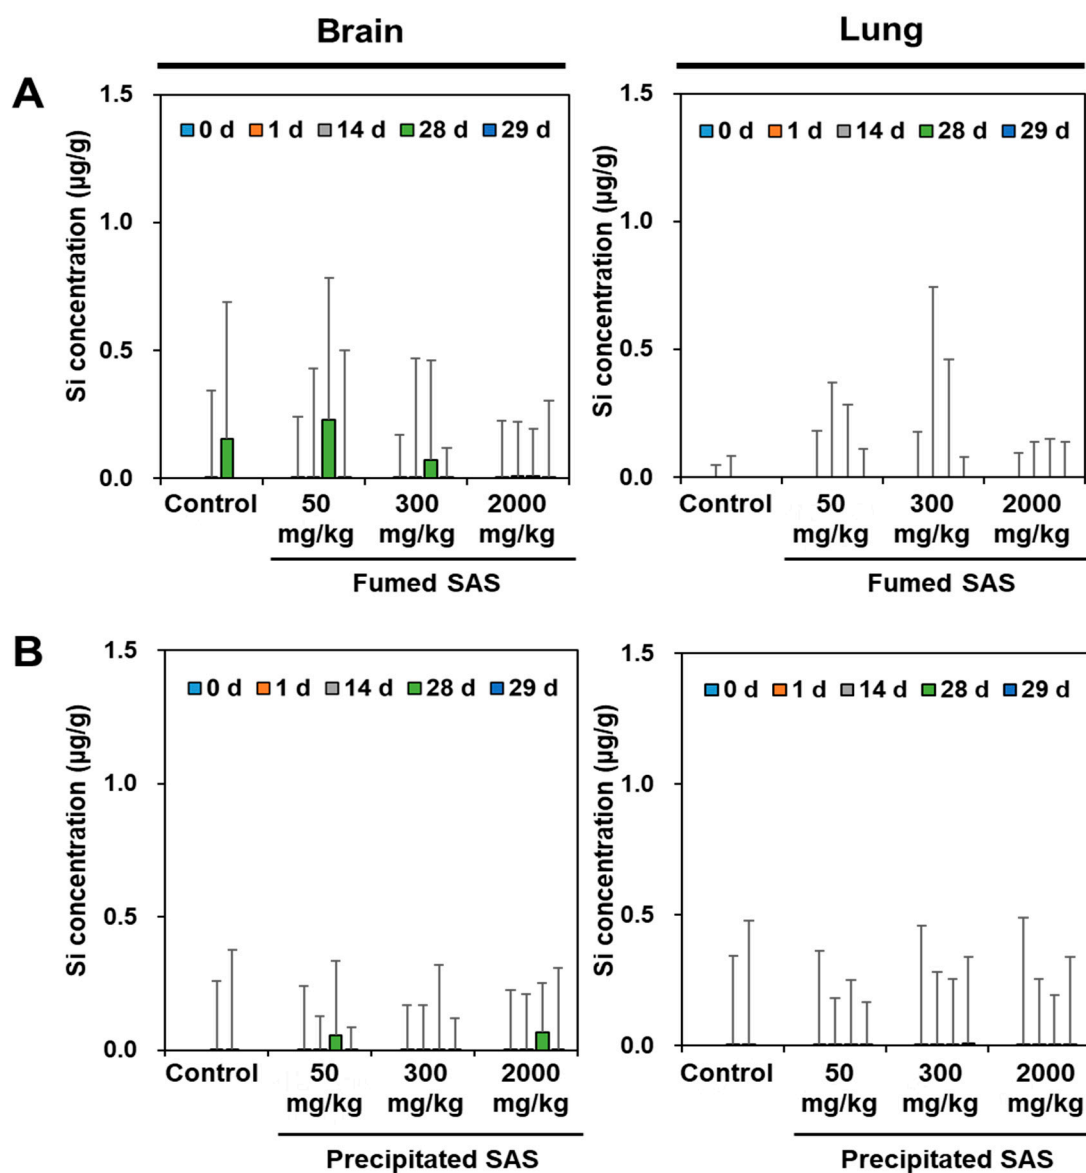 Brain
Lung
A
Si concentration (µg/g)
1.5
1.0
0.5
0.0
0 d 1 d 14 d 28 d 29 d
Control 50 300 2000
mg/kg mg/kg mg/kg
Fumed SAS
Si concentration (µg/g)
1.5
1.0
0.5
0.0
0 d 1 d 14 d 28 d 29 d
Control 50 300 2000
mg/kg mg/kg mg/kg
Fumed SAS
B
Si concentration (µg/g)
1.5
1.0
0.5
0.0
0 d 1 d 14 d 28 d 29 d
Control 50 300 2000
mg/kg mg/kg mg/kg
Precipitated SAS
Si concentration (µg/g)
1.5
1.0
0.5
0.0
0 d 1 d 14 d 28 d 29 d
Control 50 300 2000
mg/kg mg/kg mg/kg
Precipitated SAS